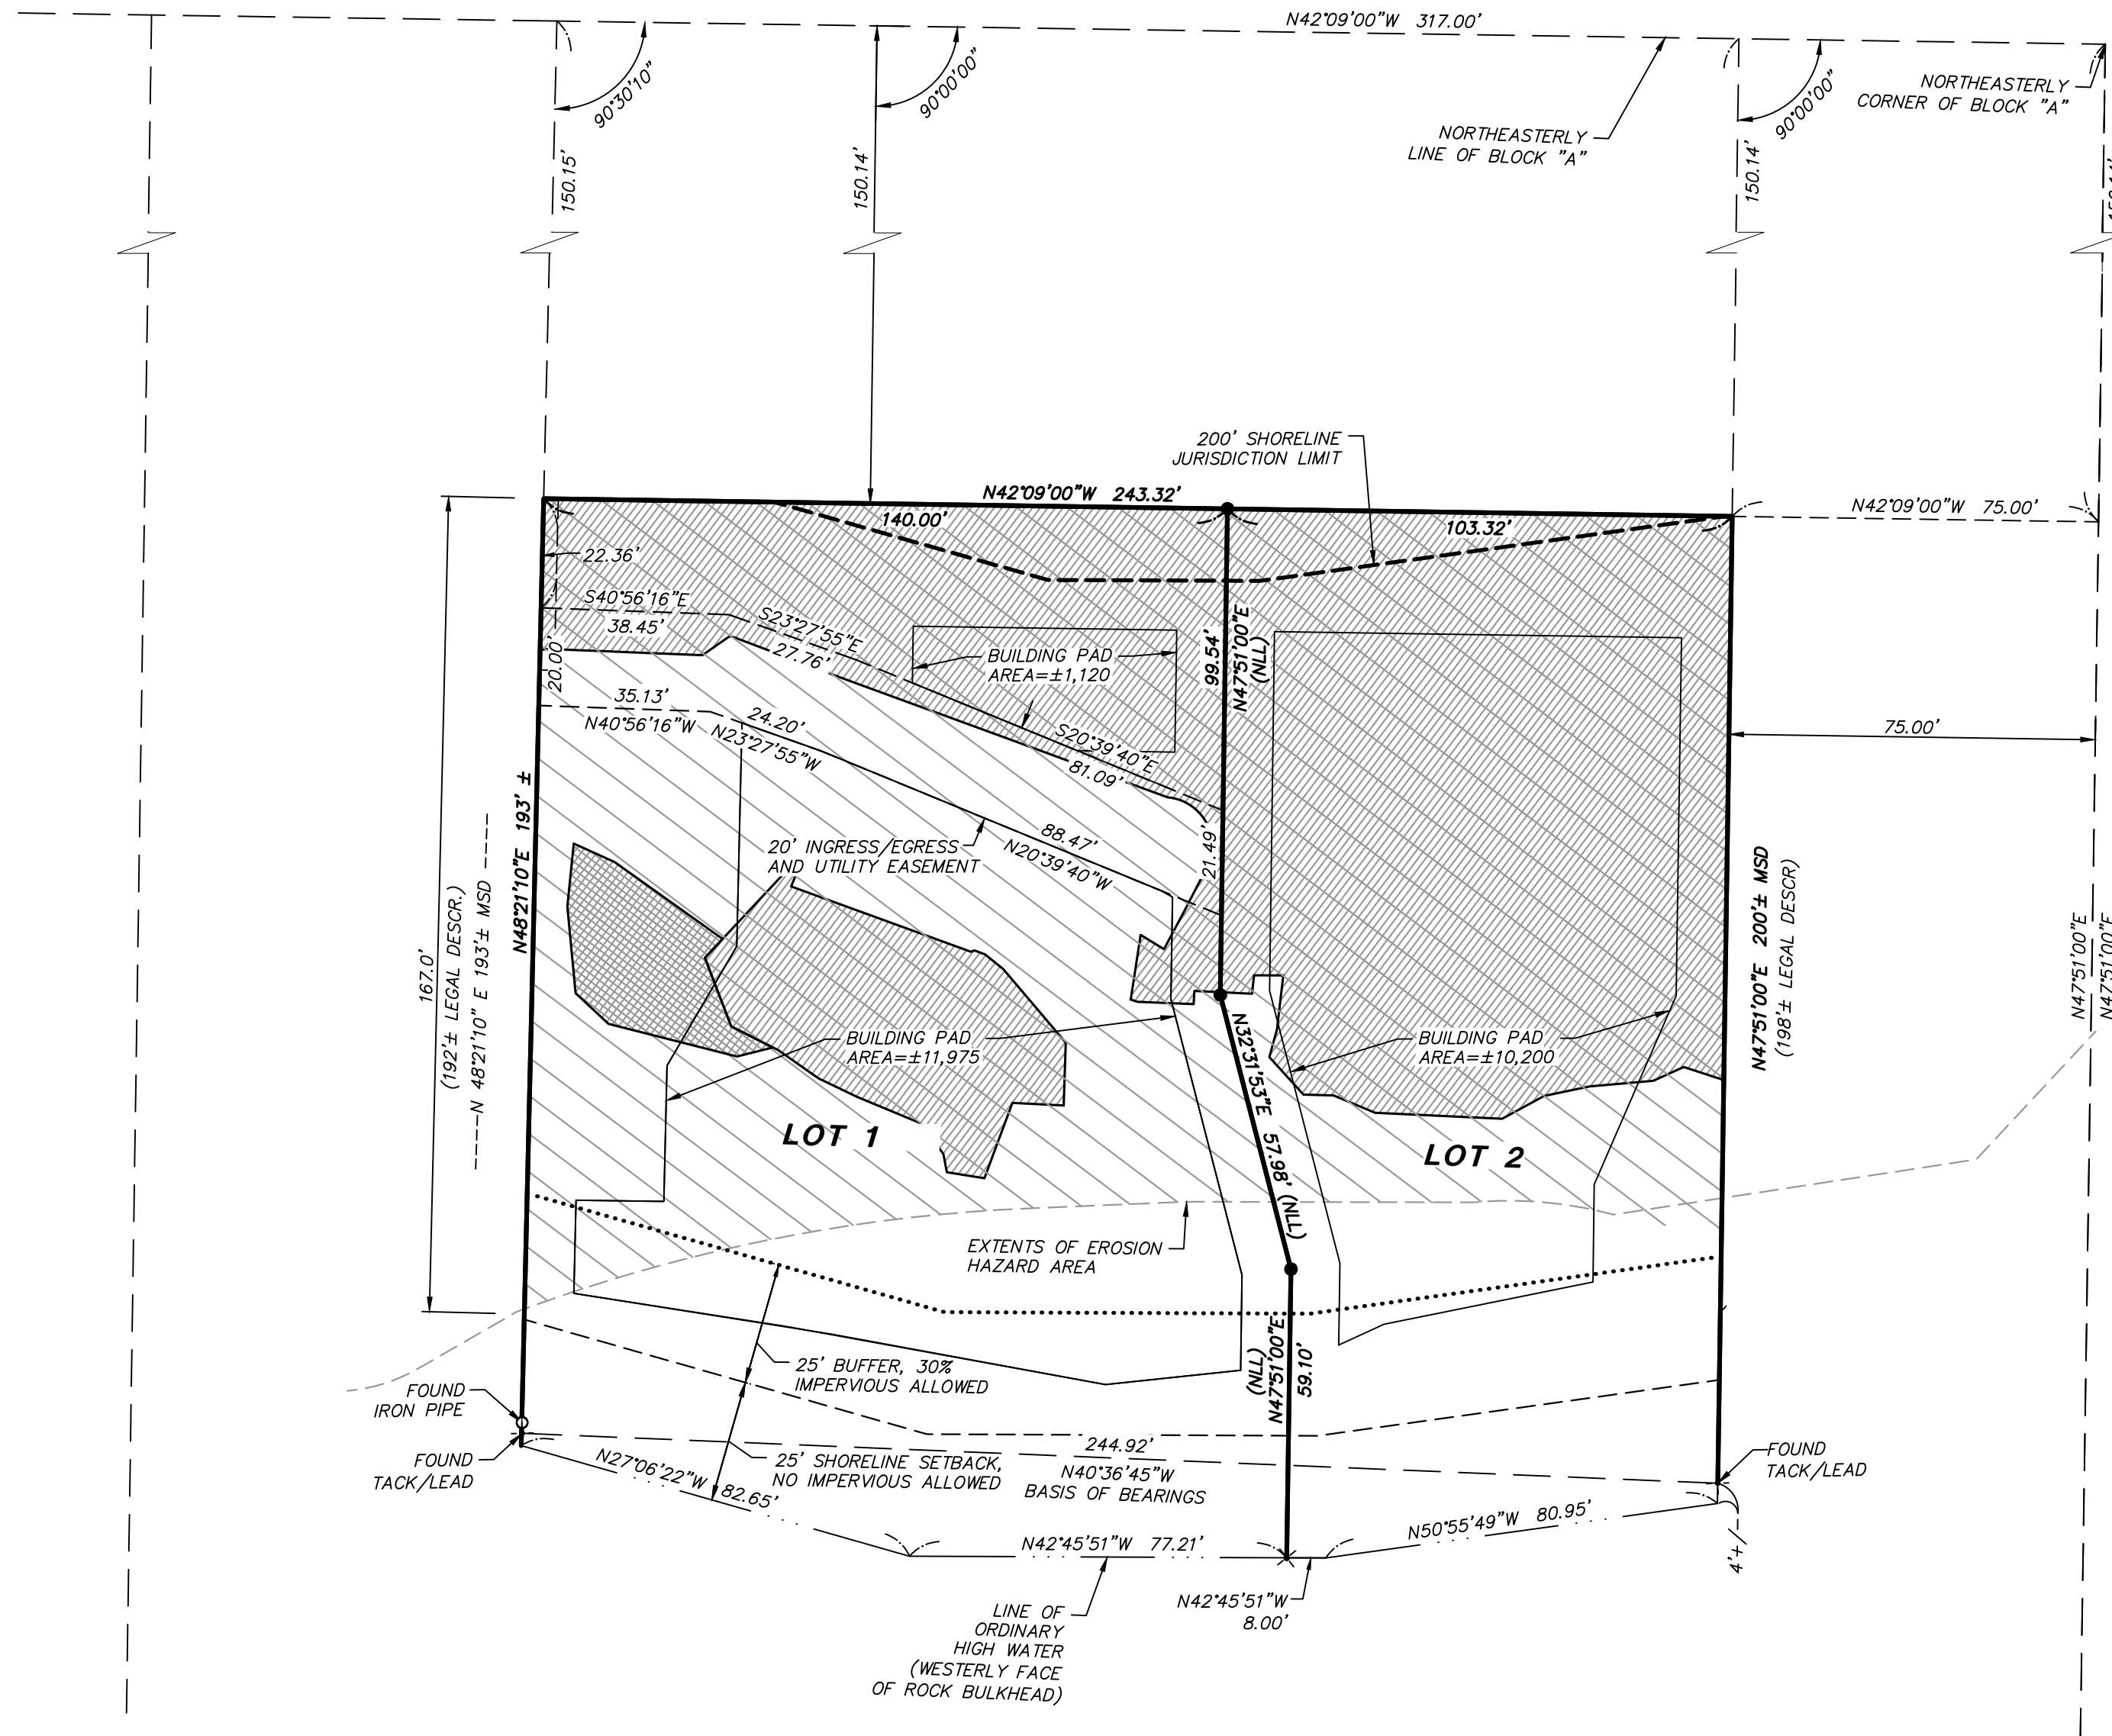 N42°09'00"W 317.00'
90°30'10"
90°00'00"
90°00'00"
NORTHEASTERLY
CORNER OF BLOCK "A"
NORTHEASTERLY
LINE OF BLOCK "A"
150.15'
150.14'
150.14'
200' SHORELINE
JURISDICTION LIMIT
N42°09'00"W 243.32'
140.00'
103.32'
N42°09'00"W 75.00'
22.36'
S40°56'16"E
38.45'
S23°27'55"E
27.76'
20.00'
BUILDING PAD
AREA=±1,120
99.54'
N47°51'00"E
(NLL)
35.13'
N40°56'16"W
24.20'
N23°27'55"W
S20°39'40"E
81.09'
75.00'
20' INGRESS/EGRESS
AND UTILITY EASEMENT
88.47'
N20°39'40"W
21.49'
167.0'
(192'± LEGAL DESCR.)
N 48°21'10" E 193'± MSD
N48°21'10"E 193' ±
N47°51'00"E 200'± MSD
(198'± LEGAL DESCR)
N47°51'00"E
N47°51'00"E
BUILDING PAD
AREA=±11,975
N32°31'53"E 57.98' (NLL)
BUILDING PAD
AREA=±10,200
LOT 1
LOT 2
EXTENTS OF EROSION
HAZARD AREA
25' BUFFER, 30%
IMPERVIOUS ALLOWED
(NLL)
N47°51'00"E
59.10'
FOUND
IRON PIPE
FOUND
TACK/LEAD
N27°06'22"W 82.65'
25' SHORELINE SETBACK,
NO IMPERVIOUS ALLOWED
244.92'
N40°36'45"W
BASIS OF BEARINGS
FOUND
TACK/LEAD
N42°45'51"W 77.21'
N50°55'49"W 80.95'
4'±
N42°45'51"W
8.00'
LINE OF
ORDINARY
HIGH WATER
(WESTERLY FACE
OF ROCK BULKHEAD)